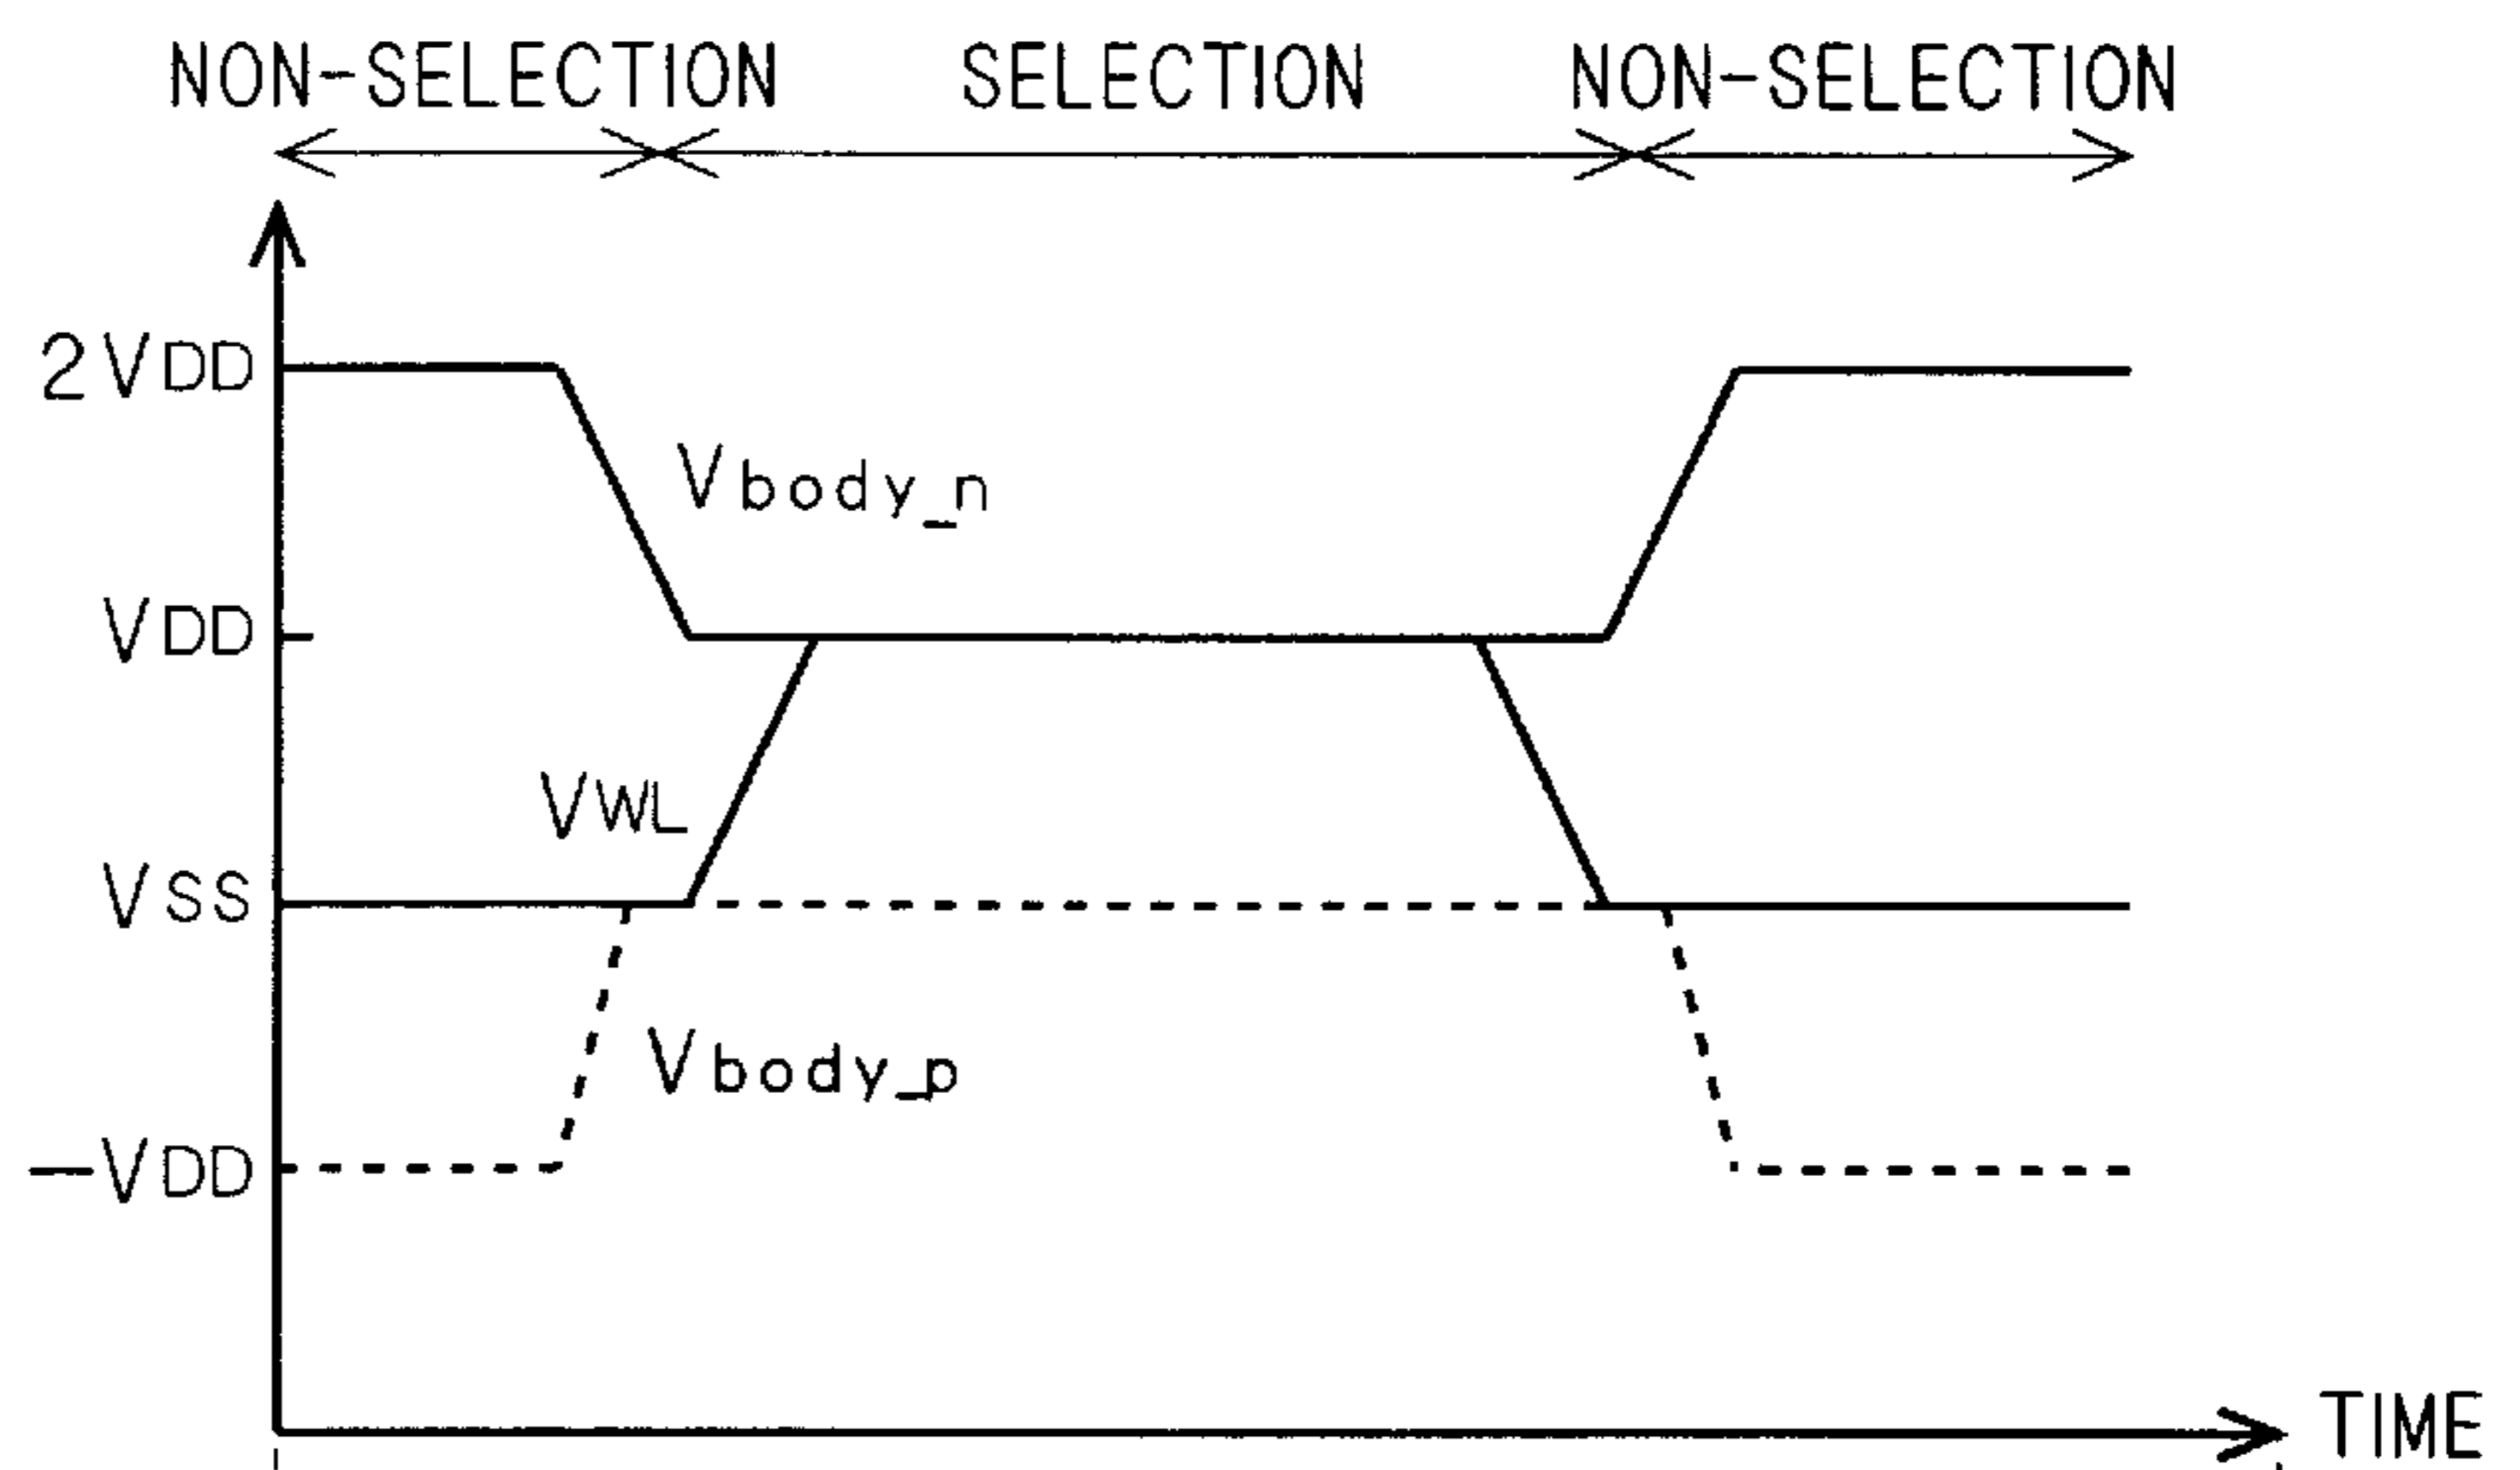 NON-SELECTION SELECTION NON-SELECTION
2VDD
Vbody_n
VDD
VWL
VSS
Vbody_p
-VDD
TIME